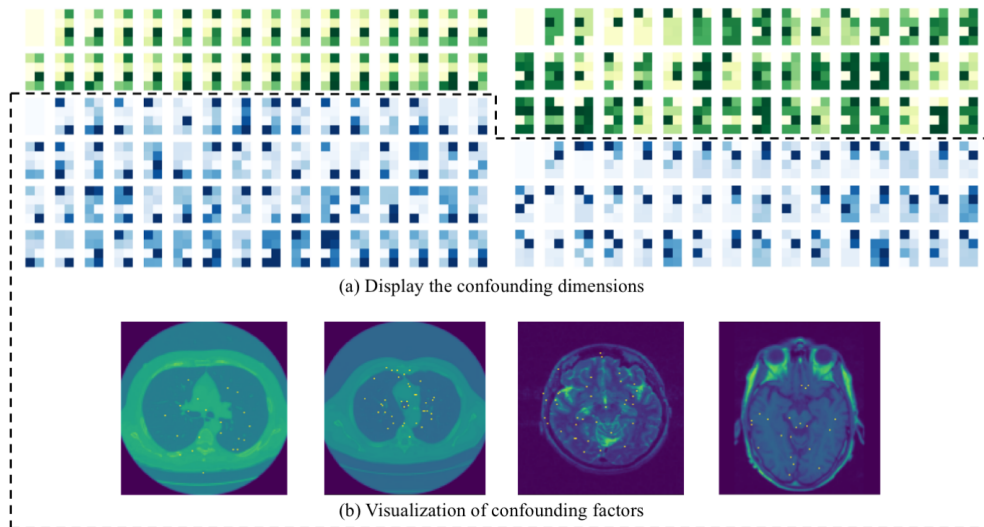 (a) Display the confounding dimensions
(b) Visualization of confounding factors